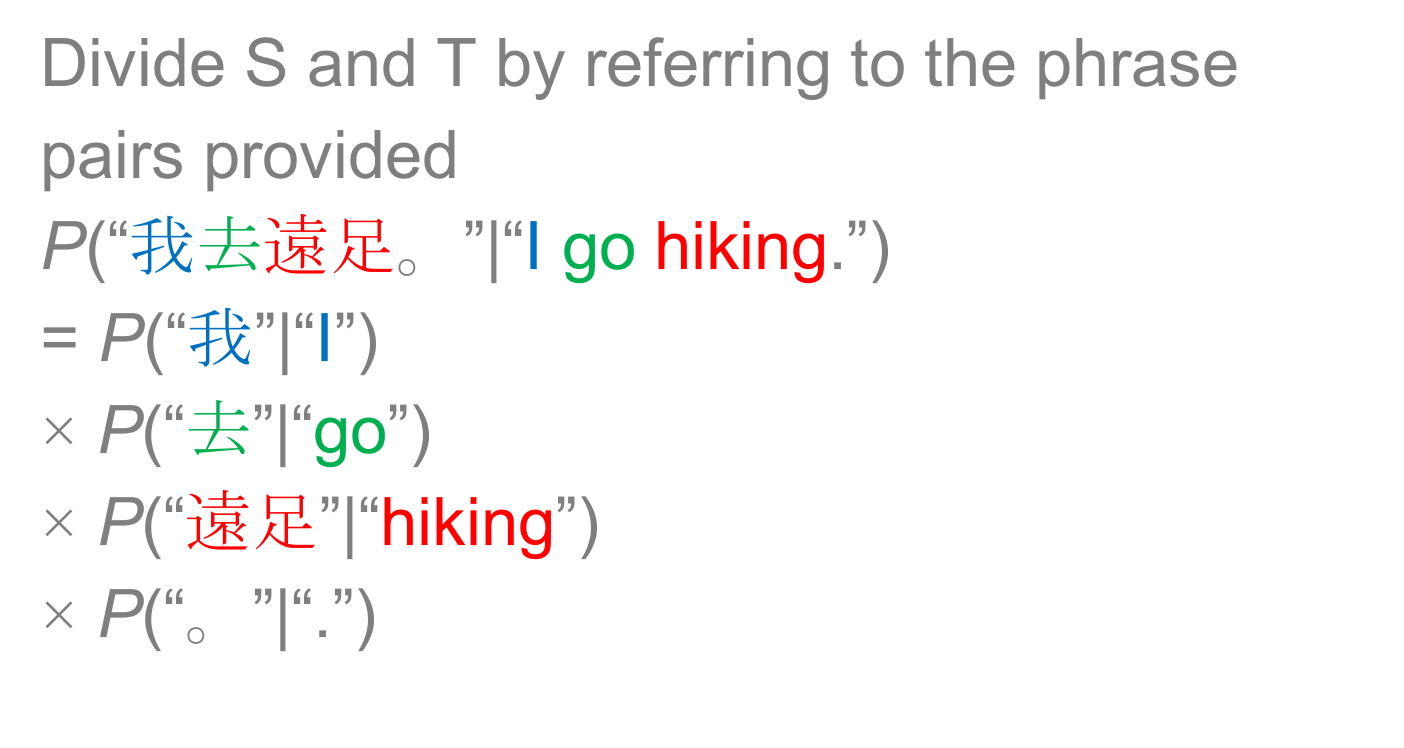 Divide S and T by referring to the phrase
pairs provided
P(“我去遠足。”|“I go hiking.”)
= P(“我”|“I”)
× P(“去”|“go”)
× P(“遠足”|“hiking”)
× P(“。”|“.”)